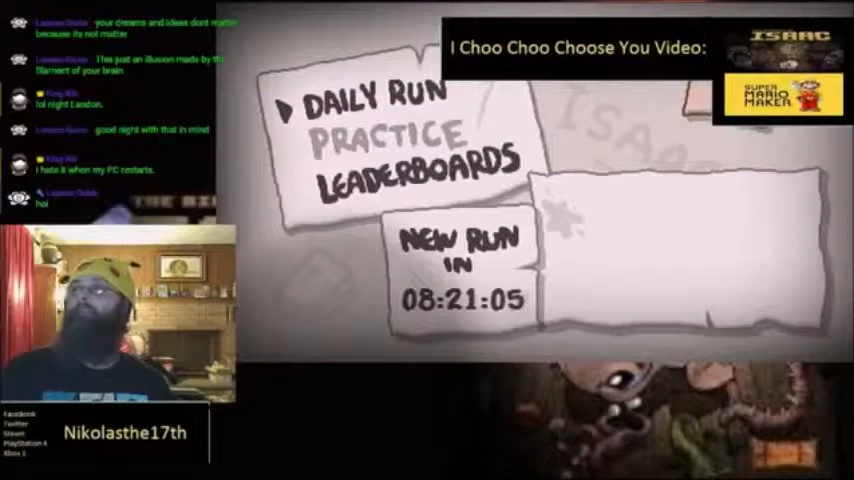 your dreams and ideas dont matter
because its not matter
This just an illusion made by the
filament of your brain
lol night Landon.
good night with that in mind
i hate it when my PC restarts.
hoi
I Choo Choo Choose You Video:
ISAAC
SUPER
MARIO
MAKER
DAILY RUN
PRACTICE
LEADERBOARDS
ISAAC
NEW RUN
IN
08:21:05
THE BI
FaceBook
Twitter
Steam
PlayStation 4
Xbox 1
Nikolasthe17th